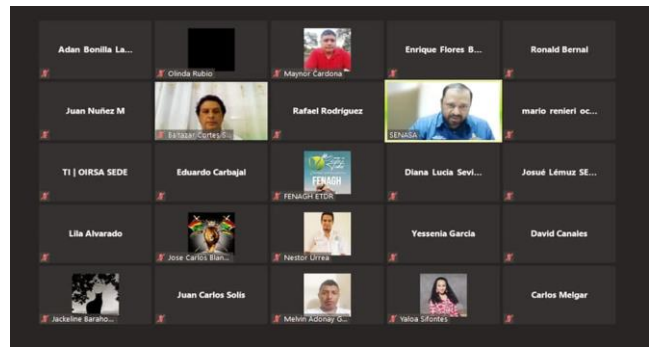 Adan Bonilla La...
Olinda Rubio
Maynor Cardona
Enrique Flores B...
Ronald Bernal
Juan Nuñez M
Baltazar Cortes S...
Rafael Rodríguez
SENASA
mario renieri oc...
TI | OIRSA SEDE
Eduardo Carbajal
FENAGH
FENAGH ETDR
Diana Lucia Sevi...
Josué Lémuz SE...
Lila Alvarado
Jose Carlos Blan...
Nestor Urrea
Yessenia Garcia
David Canales
Jackeline Baraho...
Juan Carlos Solis
Melvin Adonay G...
Yaloa Sifontes
Carlos Melgar